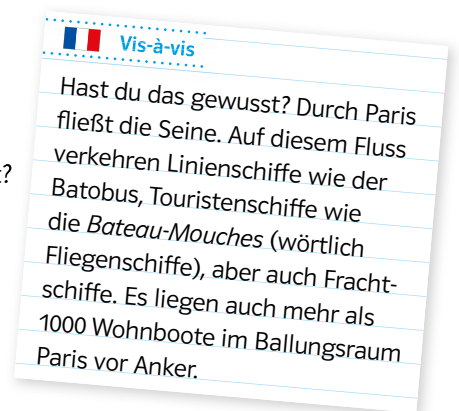 Vis-à-vis
Hast du das gewusst? Durch Paris
fließt die Seine. Auf diesem Fluss
verkehren Linienschiffe wie der
Batobus, Touristenschiffe wie
die Bateau-Mouches (wörtlich
Fliegenschiffe), aber auch Fracht-
schiffe. Es liegen auch mehr als
1000 Wohnboote im Ballungsraum
Paris vor Anker.